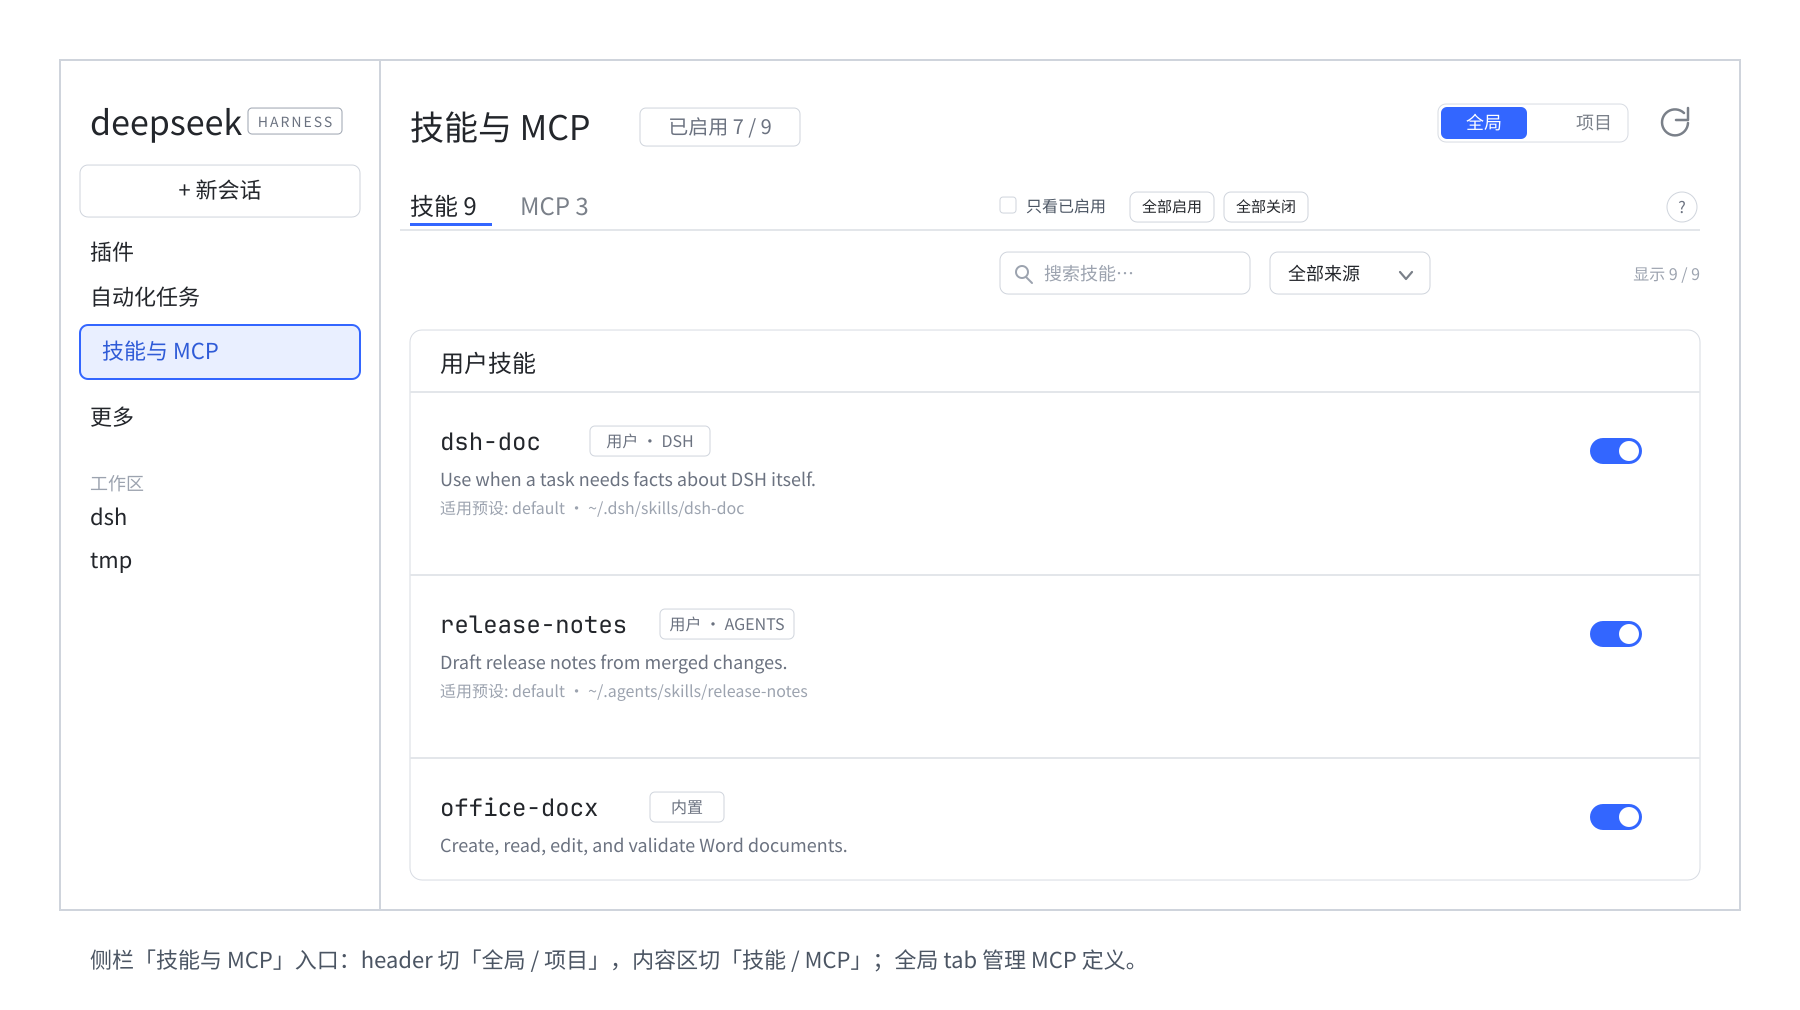 deepseek HARNESS
+ 新会话
插件
自动化任务
技能与 MCP
更多
工作区
dsh
tmp
技能与 MCP 已启用 7 / 9 全局 项目
技能 9 MCP 3 只看已启用 全部启用 全部关闭 ?
搜索技能… 全部来源 显示 9 / 9
用户技能
dsh-doc 用户 · DSH
Use when a task needs facts about DSH itself.
适用预设: default · ~/.dsh/skills/dsh-doc
release-notes 用户 · AGENTS
Draft release notes from merged changes.
适用预设: default · ~/.agents/skills/release-notes
office-docx 内置
Create, read, edit, and validate Word documents.
侧栏「技能与 MCP」入口：header 切「全局 / 项目」，内容区切「技能 / MCP」；全局 tab 管理 MCP 定义。